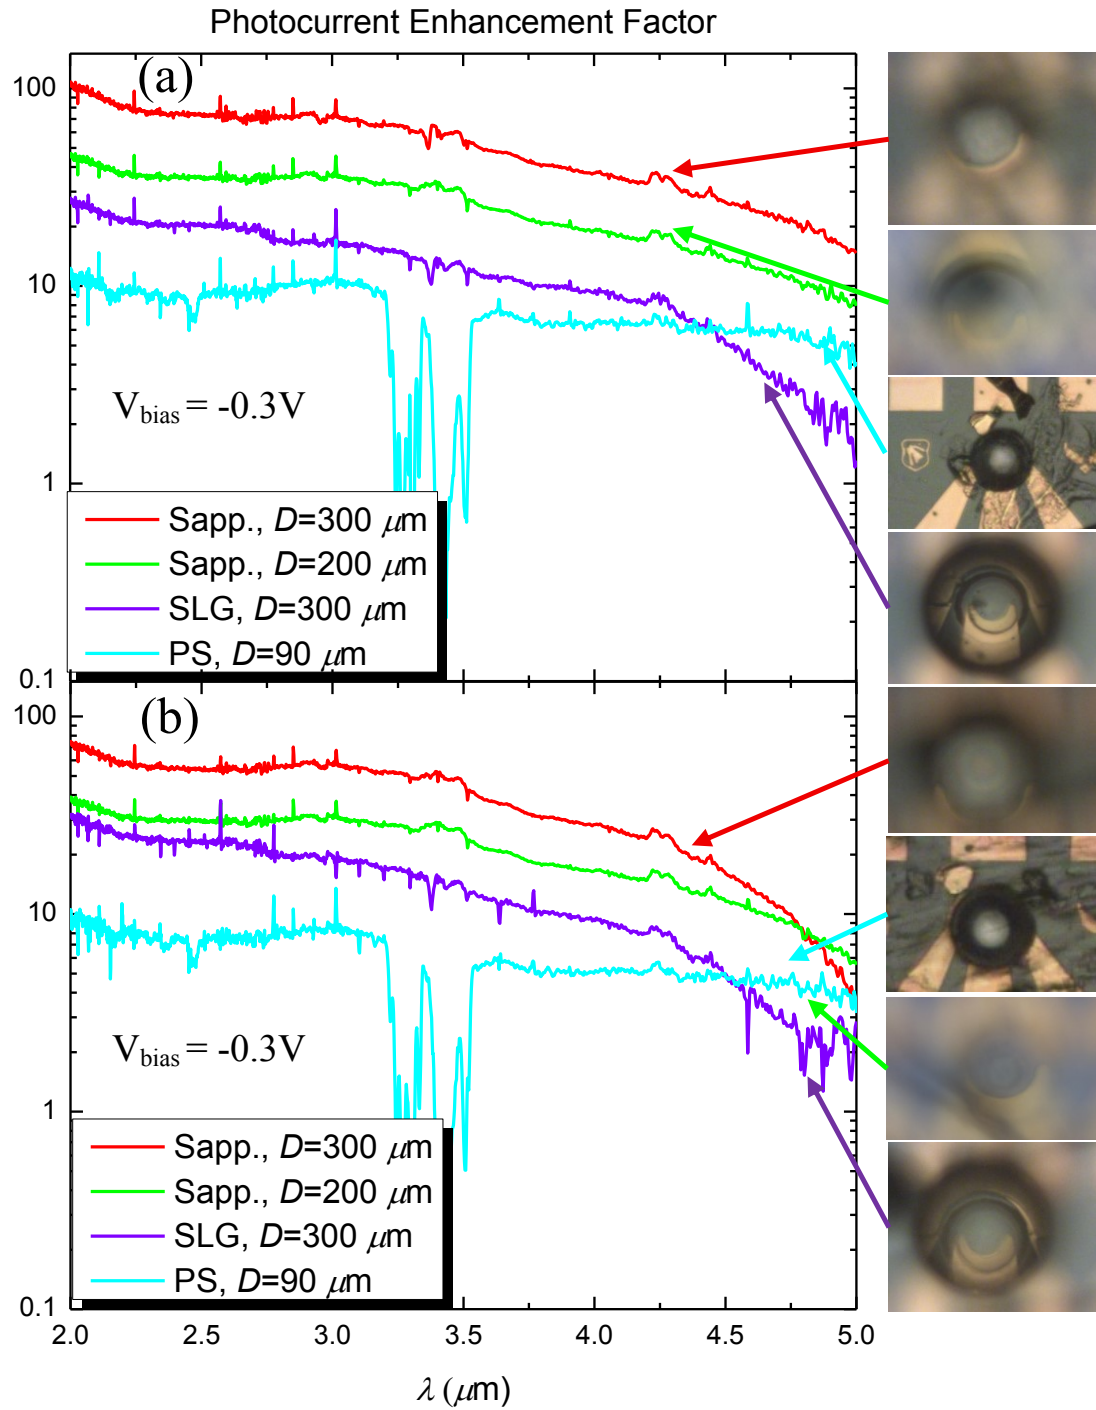 Photocurrent Enhancement Factor
(a)
100
10
1
0.1
V_bias = -0.3V
Sapp., D=300 μm
Sapp., D=200 μm
SLG, D=300 μm
PS, D=90 μm
(b)
100
10
1
0.1
V_bias = -0.3V
Sapp., D=300 μm
Sapp., D=200 μm
SLG, D=300 μm
PS, D=90 μm
2.0 2.5 3.0 3.5 4.0 4.5 5.0
λ (μm)